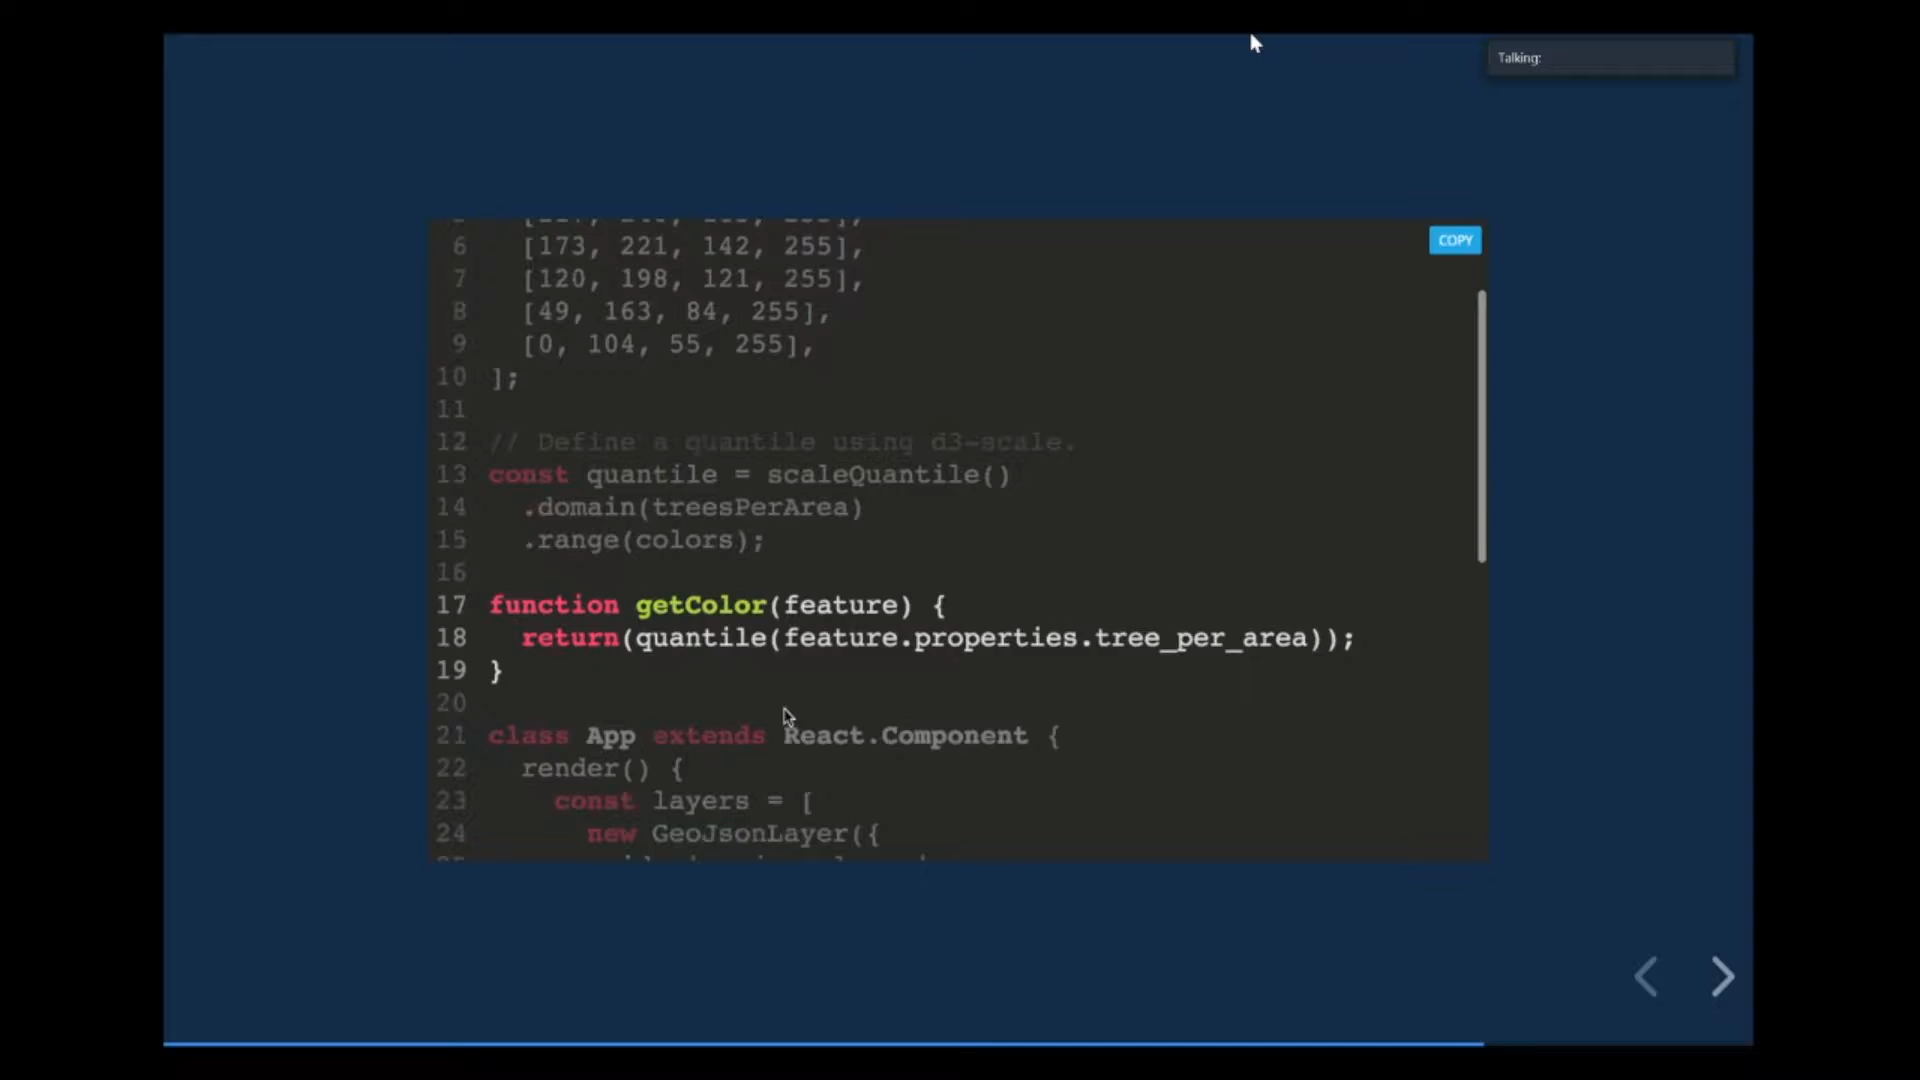 Talking:
COPY
6 [173, 221, 142, 255],
7 [120, 198, 121, 255],
8 [49, 163, 84, 255],
9 [0, 104, 55, 255],
10 ];
11
12 // Define a quantile using d3-scale.
13 const quantile = scaleQuantile()
14 .domain(treesPerArea)
15 .range(colors);
16
17 function getColor(feature) {
18 return(quantile(feature.properties.tree_per_area));
19 }
20
21 class App extends React.Component {
22 render() {
23 const layers = [
24 new GeoJsonLayer({